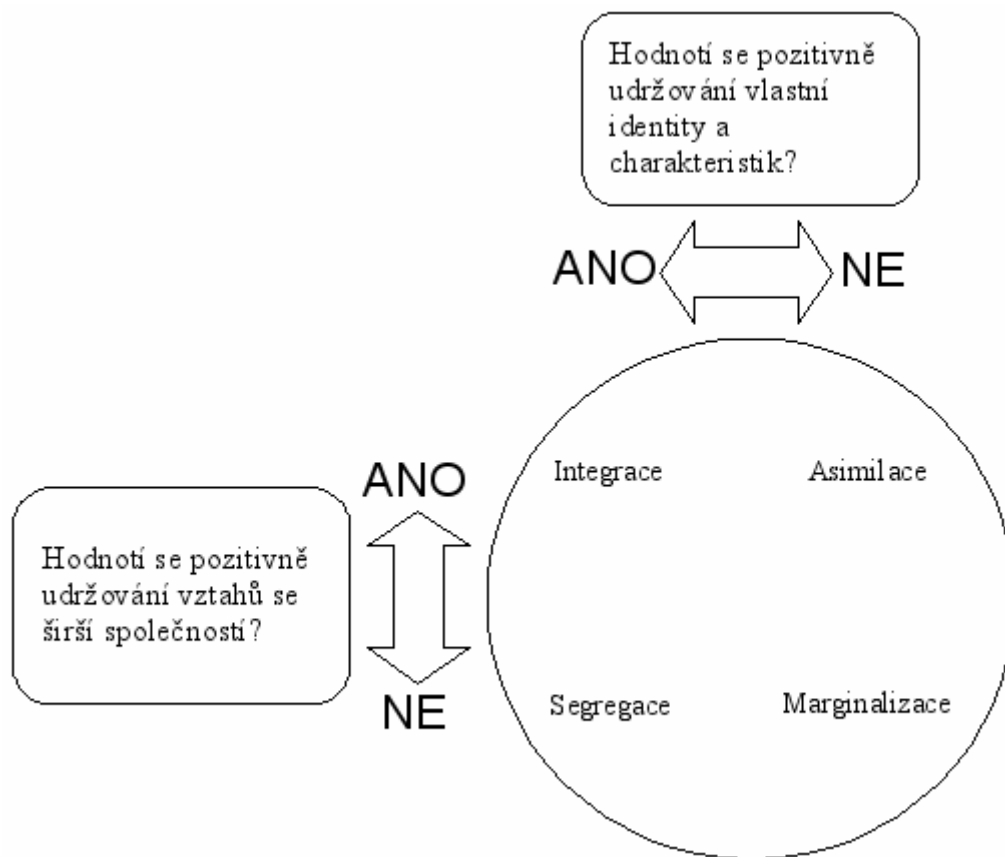 Hodnotí se pozitivně
udržování vlastní
identity a
charakteristik?
ANO
NE
Integrace
Asimilace
ANO
Hodnotí se pozitivně
udržování vztahů se
širší společností?
NE
Segregace
Marginalizace